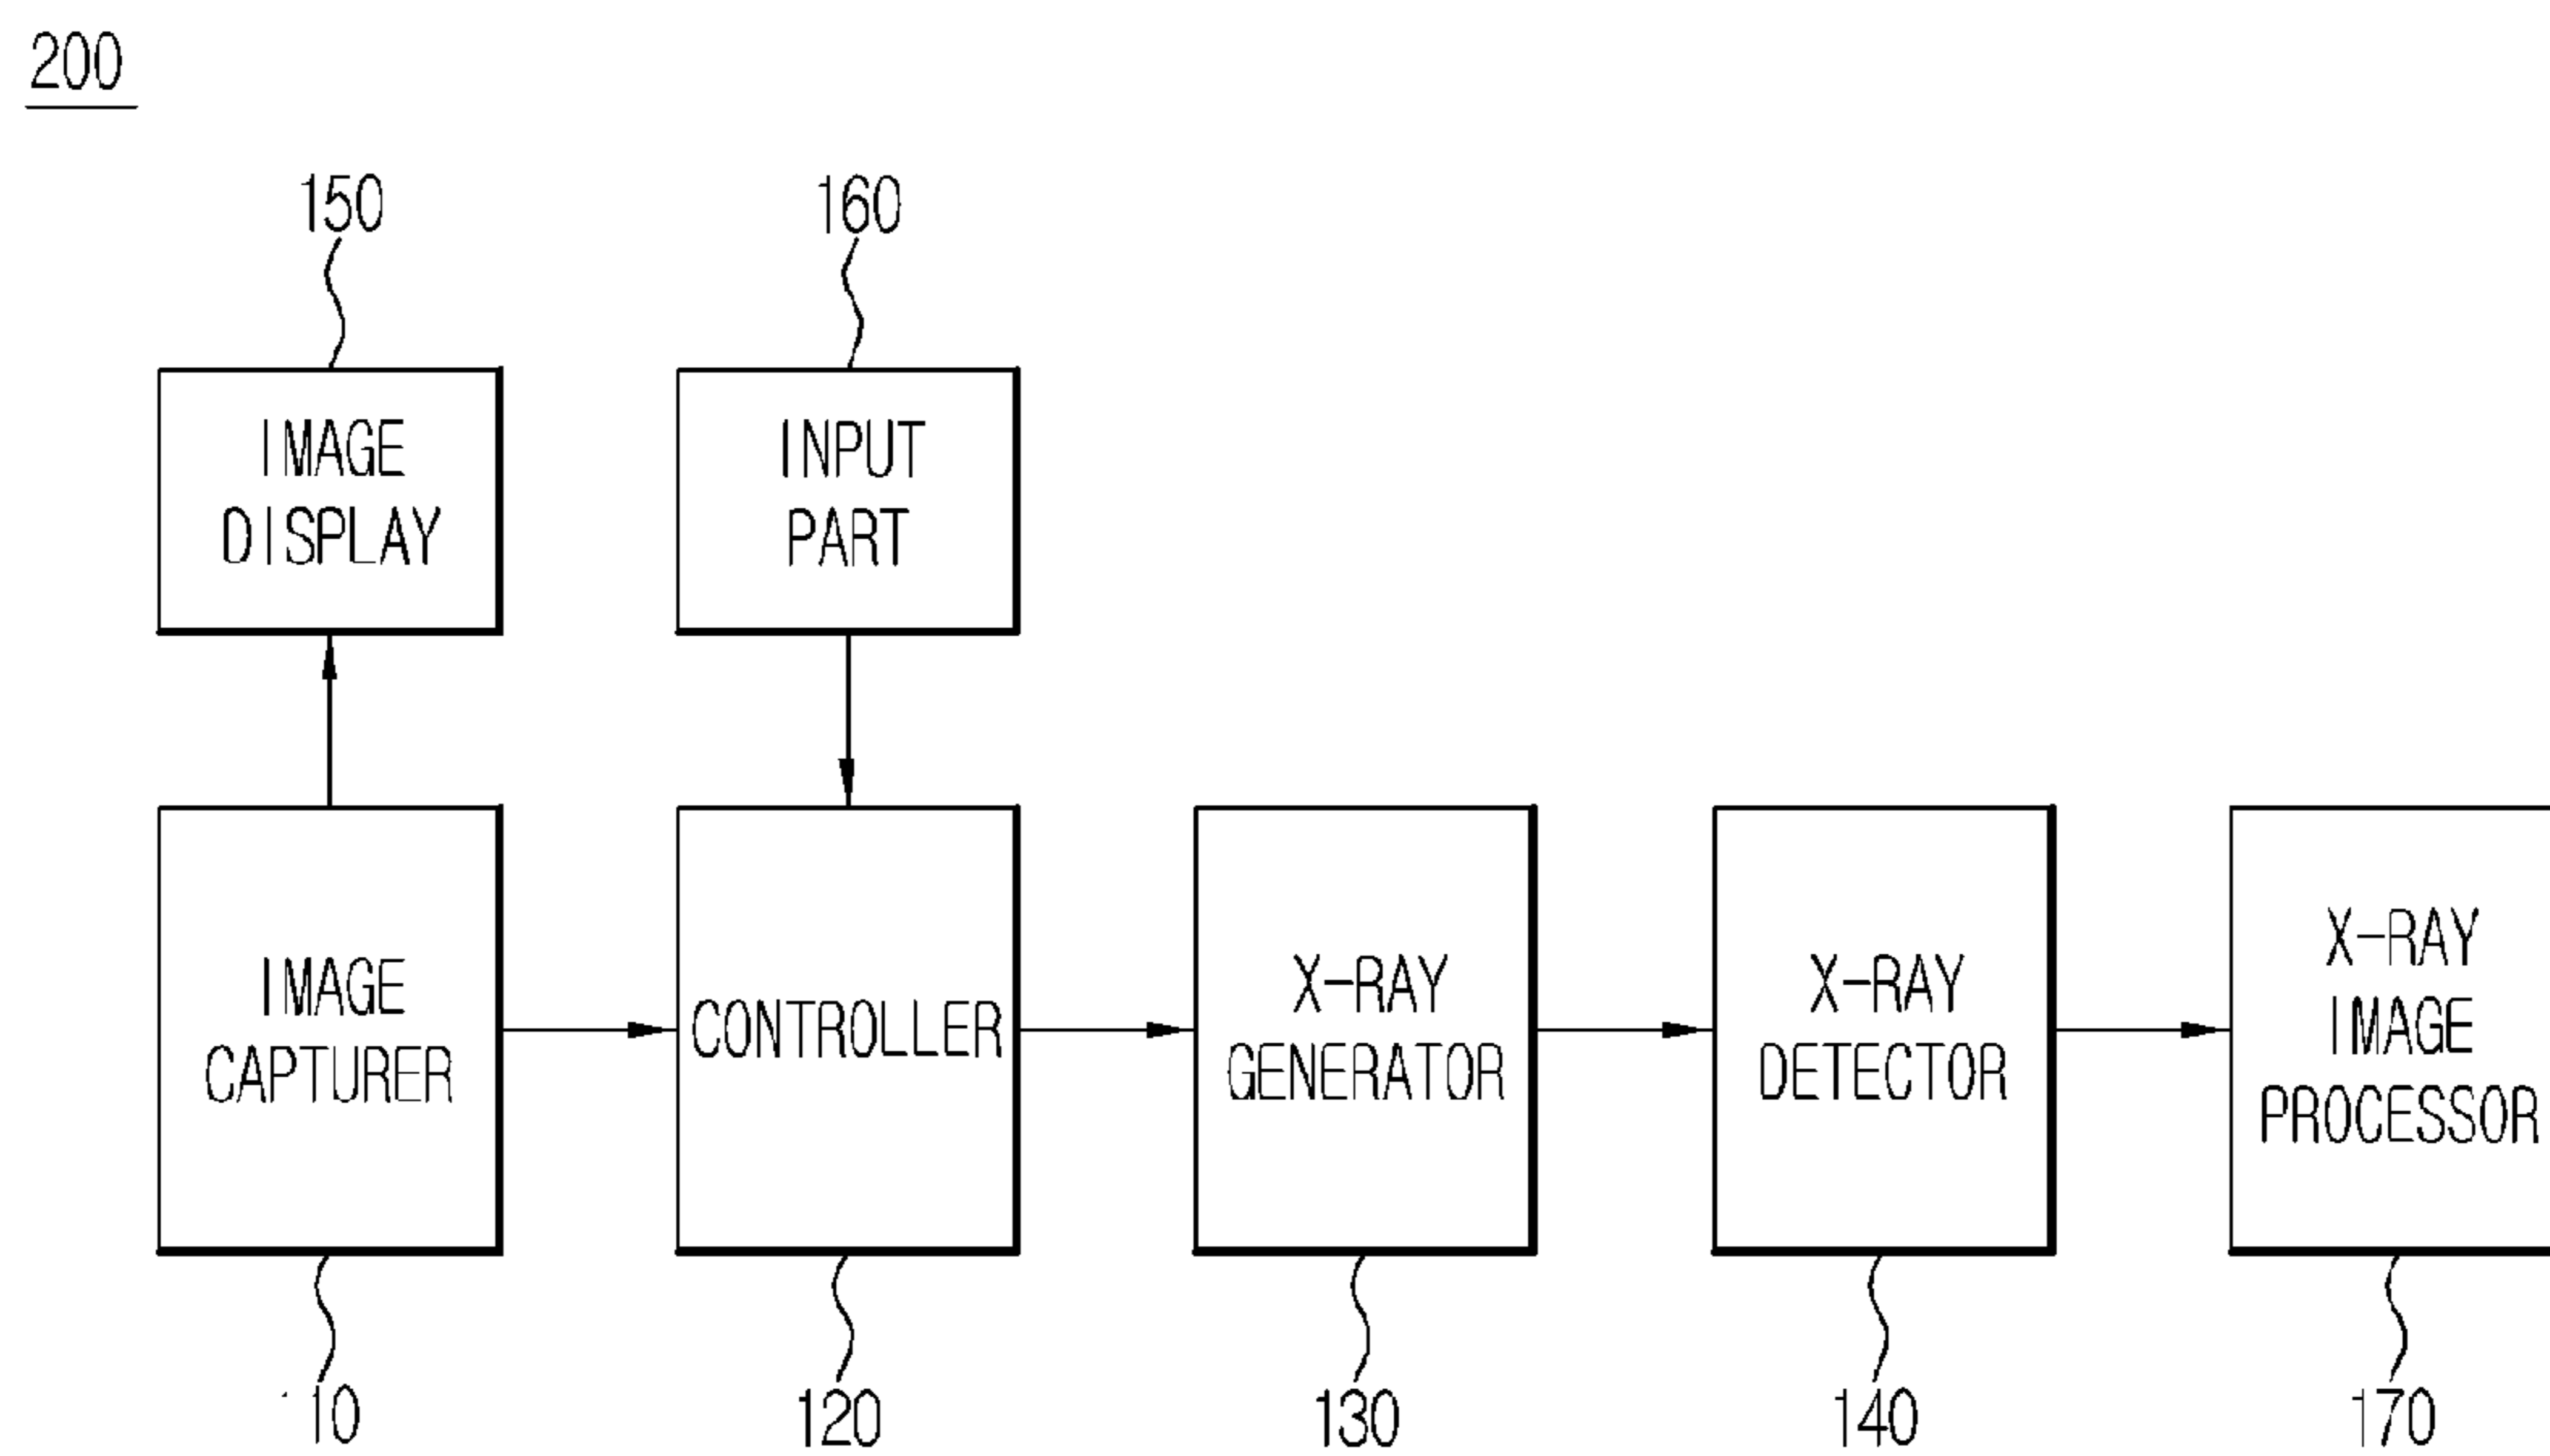 200
150
160
IMAGE
DISPLAY
INPUT
PART
IMAGE
CAPTURER
CONTROLLER
X-RAY
GENERATOR
X-RAY
DETECTOR
X-RAY
IMAGE
PROCESSOR
120
130
140
170